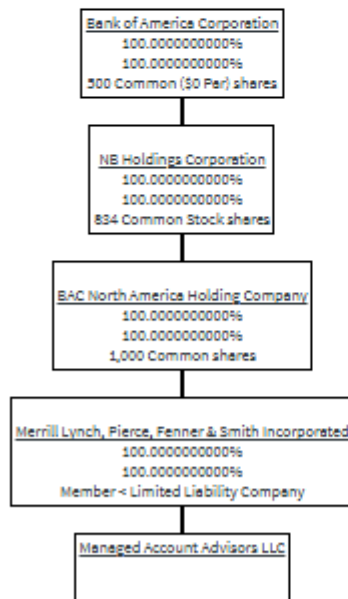 Bank of America Corporation
100.0000000000%
100.0000000000%
300 Common ($0 Par) shares
NB Holdings Corporation
100.0000000000%
100.0000000000%
834 Common Stock shares
BAC North America Holding Company
100.0000000000%
100.0000000000%
1,000 Common shares
Merrill Lynch, Pierce, Fenner & Smith Incorporated
100.0000000000%
100.0000000000%
Member < Limited Liability Company
Managed Account Advisors LLC